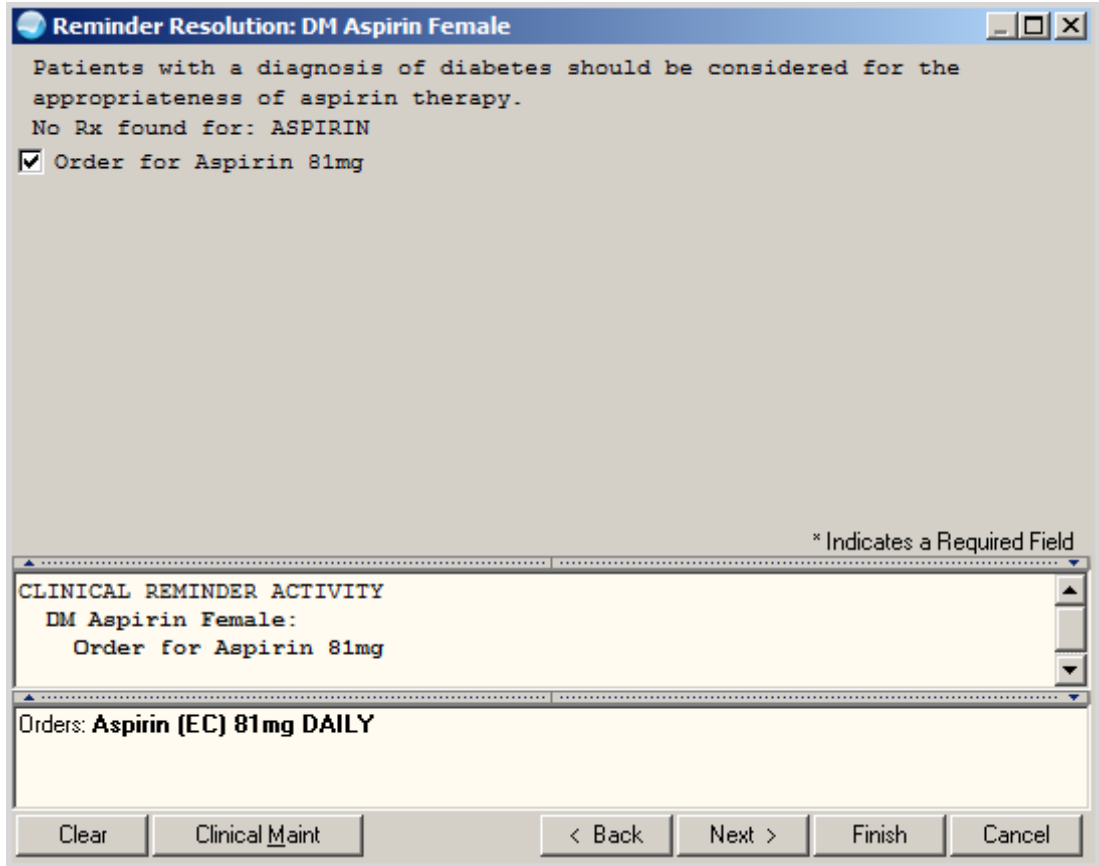 Reminder Resolution: DM Aspirin Female
Patients with a diagnosis of diabetes should be considered for the
appropriateness of aspirin therapy.
No Rx found for: ASPIRIN
Order for Aspirin 81mg
* Indicates a Required Field
CLINICAL REMINDER ACTIVITY
DM Aspirin Female:
Order for Aspirin 81mg
Orders: Aspirin (EC) 81mg DAILY
Clear Clinical Maint < Back Next > Finish Cancel